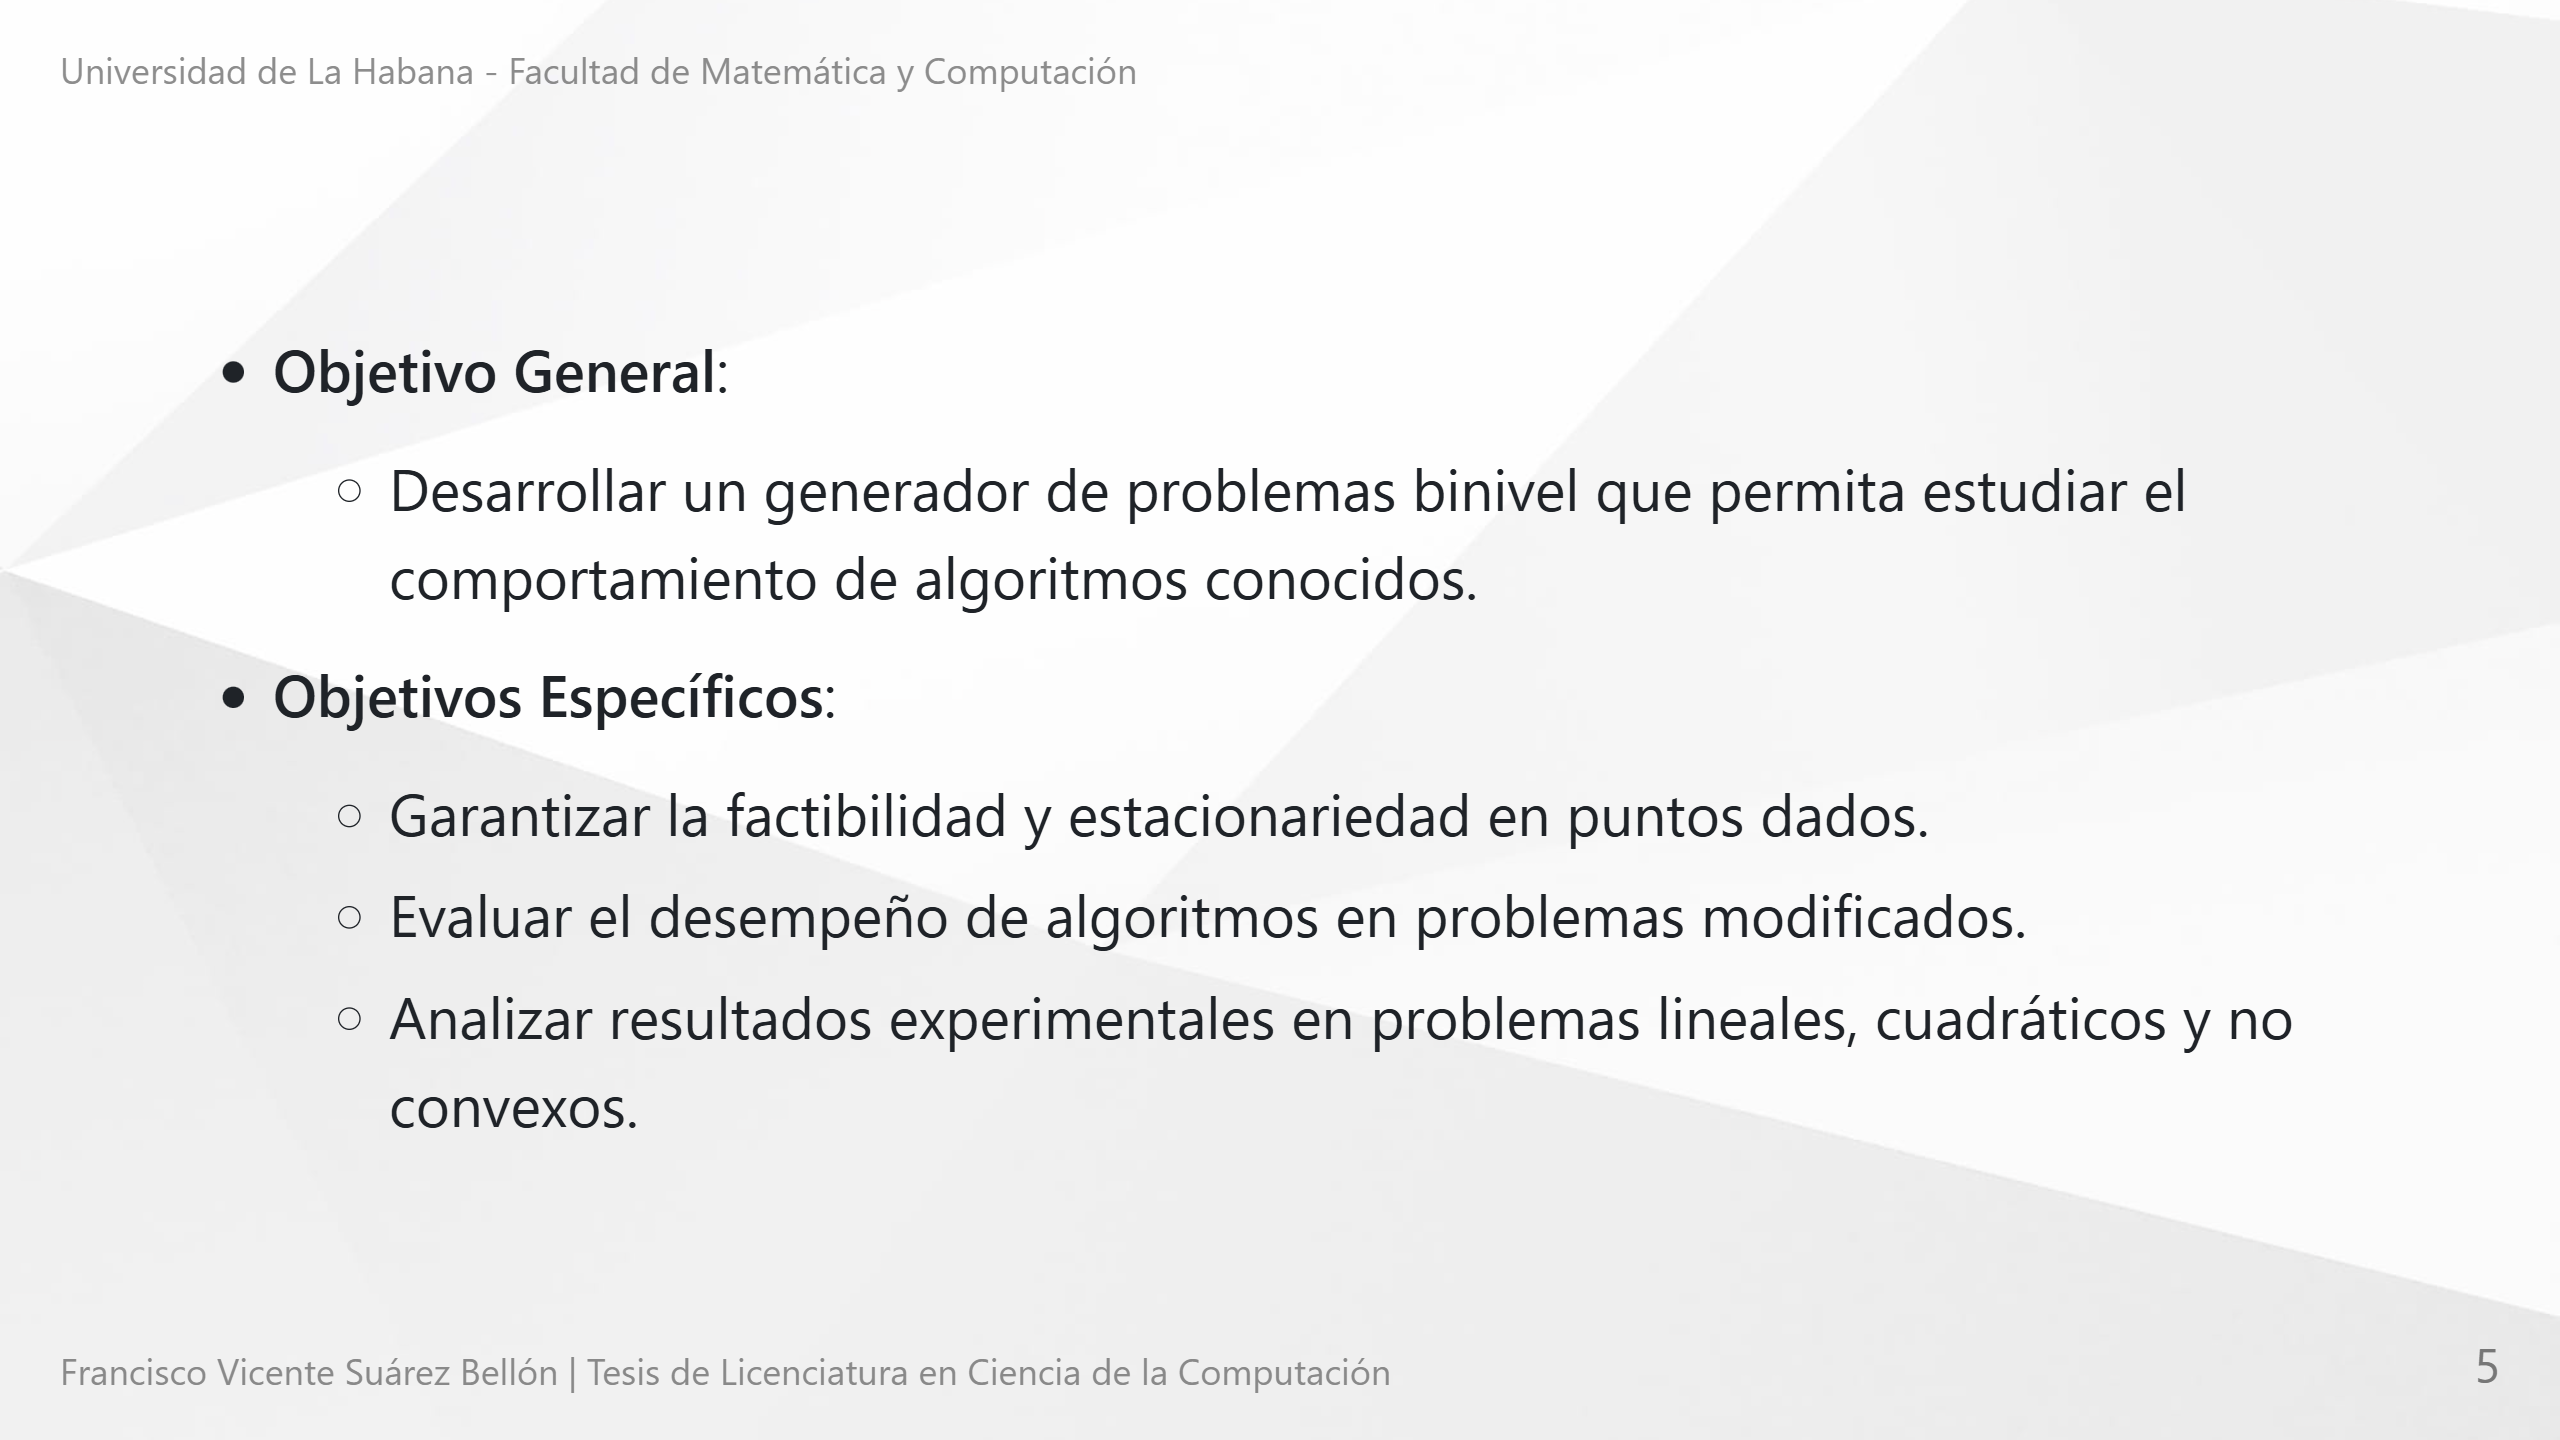 Universidad de La Habana - Facultad de Matemática y Computación
• Objetivo General:
○ Desarrollar un generador de problemas binivel que permita estudiar el
comportamiento de algoritmos conocidos.
• Objetivos Específicos:
○ Garantizar la factibilidad y estacionariedad en puntos dados.
○ Evaluar el desempeño de algoritmos en problemas modificados.
○ Analizar resultados experimentales en problemas lineales, cuadráticos y no
convexos.
Francisco Vicente Suárez Bellón | Tesis de Licenciatura en Ciencia de la Computación
5